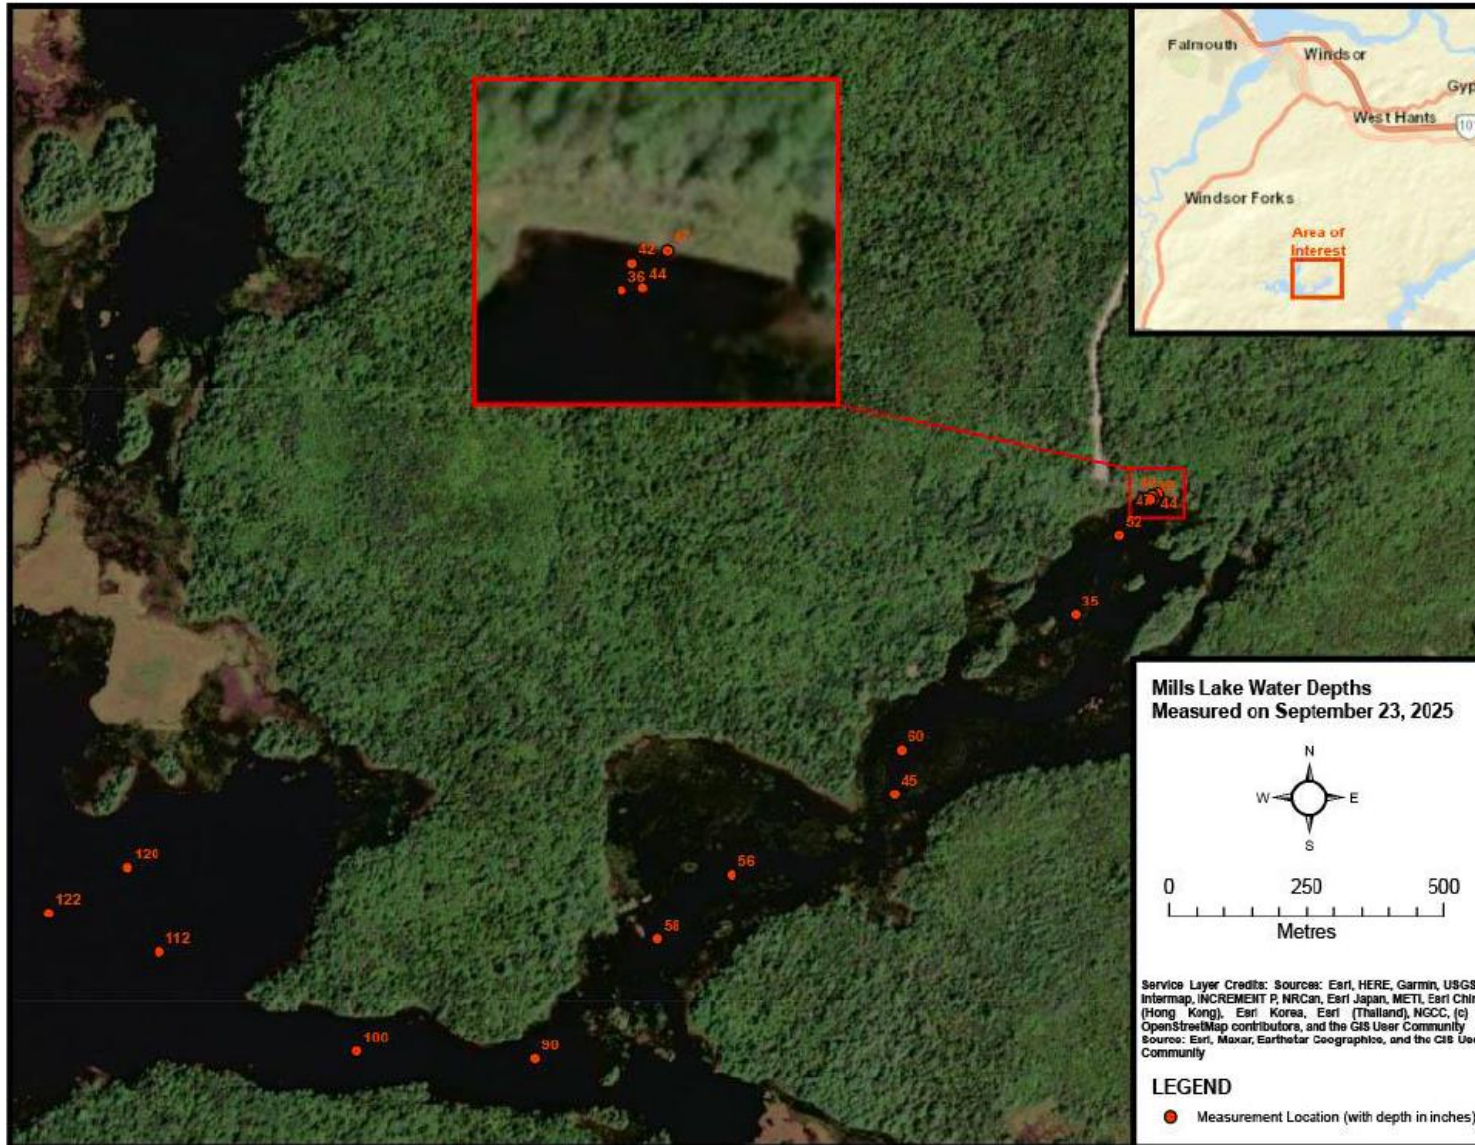 Falmouth
Windsor
Gyp
West Hants
101
Windsor Forks
Area of
Interest
42
36
44
44
52
35
60
45
56
58
120
122
112
100
90
Mills Lake Water Depths
Measured on September 23, 2025
N
W
E
S
0
250
500
Metres
Service Layer Credits: Sources: Esri, HERE, Garmin, USGS
Intermap, INCREMENT P, NRCan, Esri Japan, METI, Esri Chin
(Hong Kong), Esri Korea, Esri (Thailand), NGCC, (c)
OpenStreetMap contributors, and the GIS User Community
Source: Esri, Maxar, Earthstar Geographics, and the GIS Use
Community
LEGEND
Measurement Location (with depth in inches)